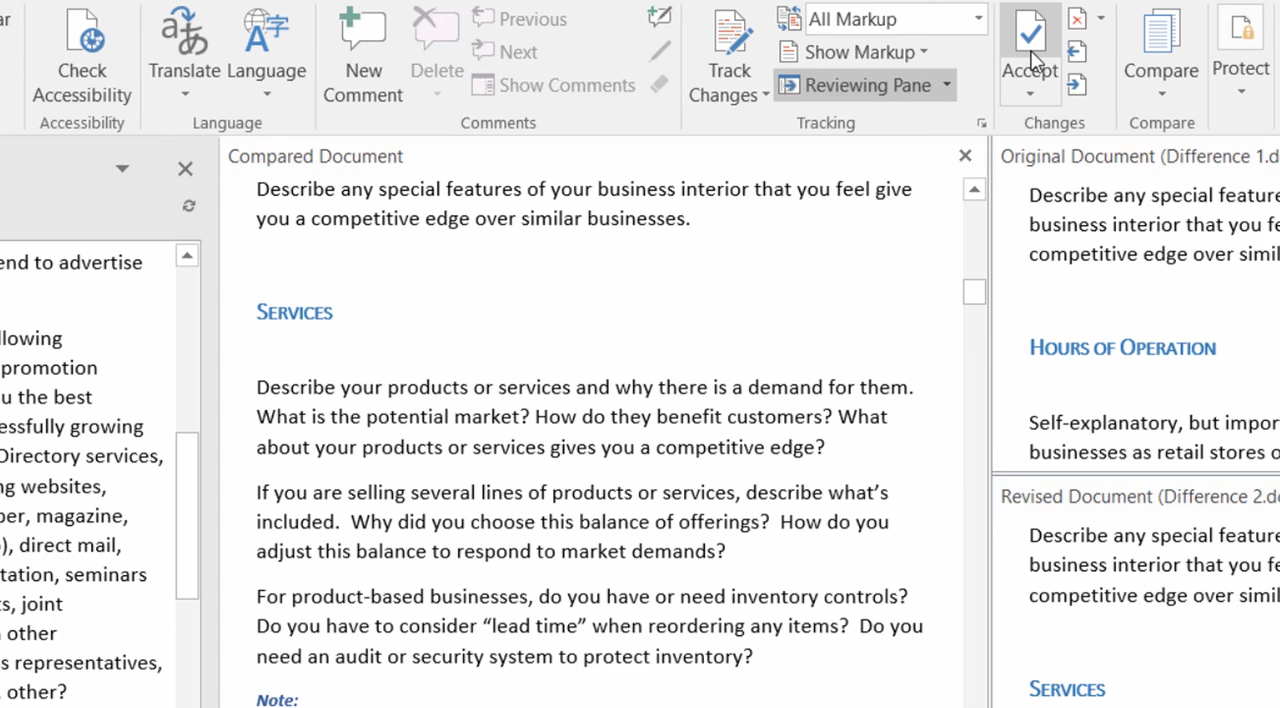 Check
Accessibility
Accessibility
Translate
Language
Language
New
Comment
Delete
Previous
Next
Show Comments
Comments
Track
Changes
All Markup
Show Markup
Reviewing Pane
Tracking
Accept
Changes
Compare
Compare
Protect
end to advertise
llowing
promotion
u the best
essfully growing
Directory services,
ng websites,
per, magazine,
), direct mail,
tation, seminars
ts, joint
other
s representatives,
, other?
Compared Document
Describe any special features of your business interior that you feel give
you a competitive edge over similar businesses.
SERVICES
Describe your products or services and why there is a demand for them.
What is the potential market? How do they benefit customers? What
about your products or services gives you a competitive edge?
If you are selling several lines of products or services, describe what’s
included.  Why did you choose this balance of offerings?  How do you
adjust this balance to respond to market demands?
For product-based businesses, do you have or need inventory controls?
Do you have to consider “lead time” when reordering any items?  Do you
need an audit or security system to protect inventory?
Note:
Original Document (Difference 1.d
Describe any special feature
business interior that you fe
competitive edge over simil
HOURS OF OPERATION
Self-explanatory, but impor
businesses as retail stores o
Revised Document (Difference 2.d
Describe any special feature
business interior that you fe
competitive edge over simil
SERVICES